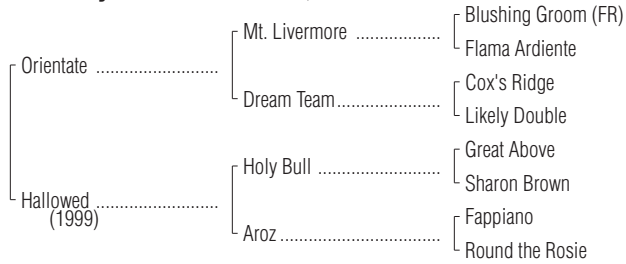 Blushing Groom (FR)
Mt. Livermore ..................
Flama Ardiente
Orientate ..........................
Cox's Ridge
Dream Team......................
Likely Double
Great Above
Holy Bull ..........................
Sharon Brown
Hallowed ..........................
(1999)
Fappiano
Aroz ..................................
Round the Rosie